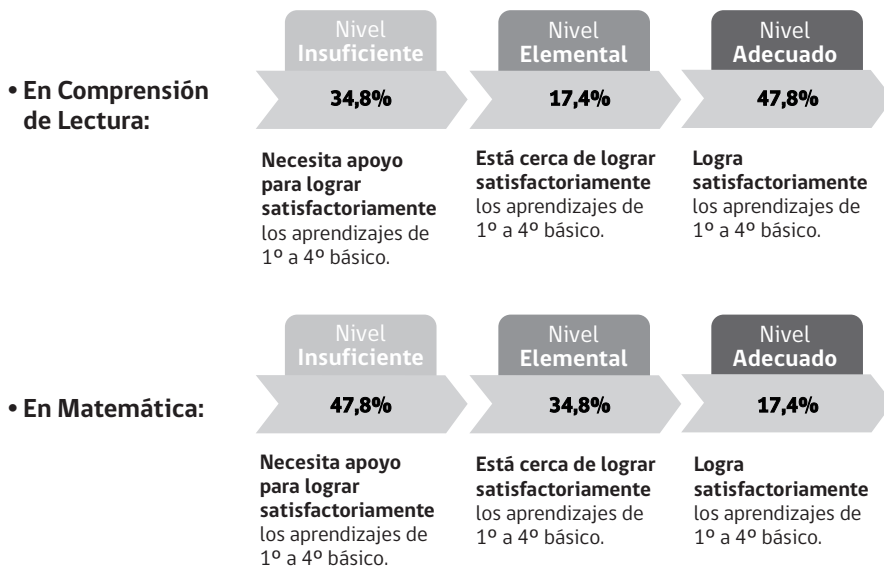 Nivel
Insuficiente
Nivel
Elemental
Nivel
Adecuado
• En Comprensión
de Lectura:
34,8%
17,4%
47,8%
Necesita apoyo
para lograr
satisfactoriamente
los aprendizajes de
1º a 4º básico.
Está cerca de lograr
satisfactoriamente
los aprendizajes de
1º a 4º básico.
Logra
satisfactoriamente
los aprendizajes de
1º a 4º básico.
Nivel
Insuficiente
Nivel
Elemental
Nivel
Adecuado
• En Matemática:
47,8%
34,8%
17,4%
Necesita apoyo
para lograr
satisfactoriamente
los aprendizajes de
1º a 4º básico.
Está cerca de lograr
satisfactoriamente
los aprendizajes de
1º a 4º básico.
Logra
satisfactoriamente
los aprendizajes de
1º a 4º básico.